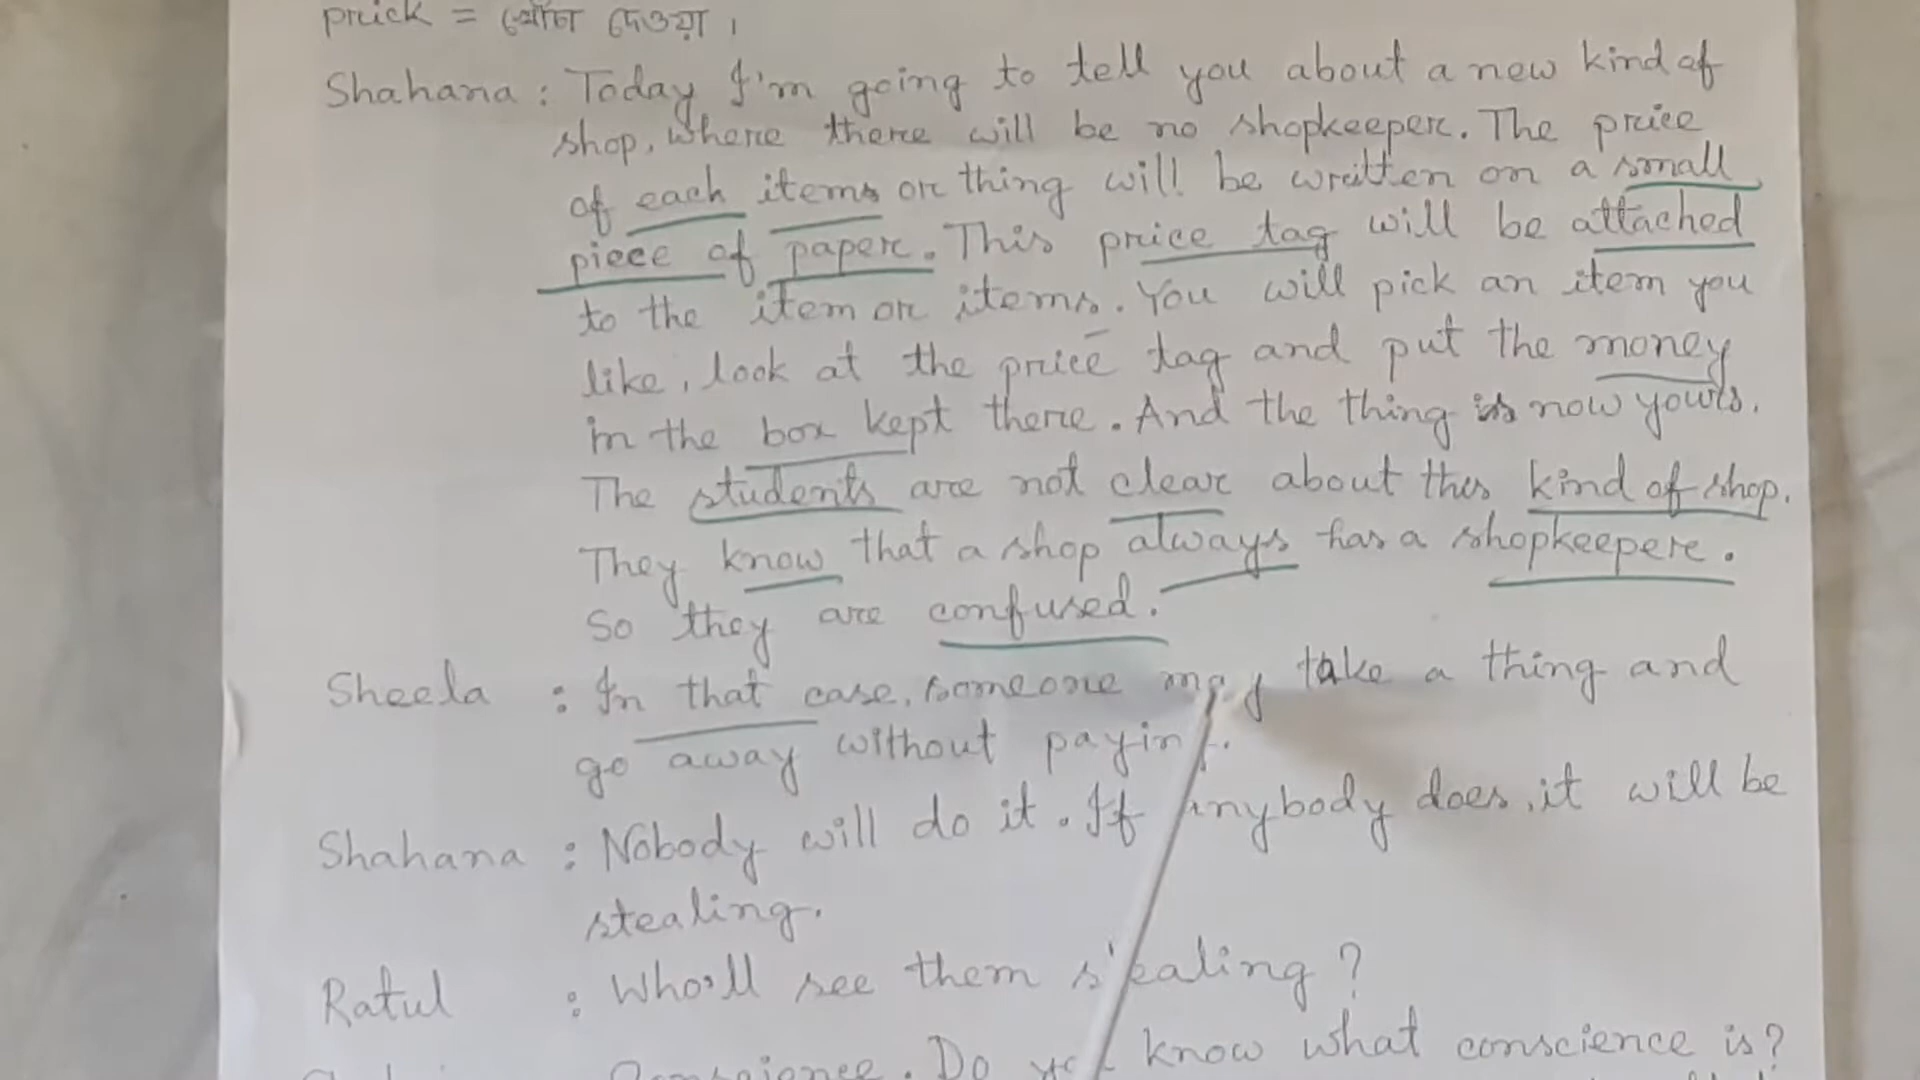 prick = খোঁচা দেওয়া ।
Shahana : Today I'm going to tell you about a new kind of
shop, where there will be no shopkeeper. The price
of each items or thing will be written on a small
piece of paper. This price tag will be attached
to the item or items. You will pick an item you
like, look at the price tag and put the money
in the box kept there. And the thing is now yours.
The students are not clear about this kind of shop.
They know that a shop always has a shopkeeper.
So they are confused.
Sheela : In that case, someone may take a thing and
go away without paying.
Shahana : Nobody will do it. If anybody does, it will be
stealing.
Ratul : Who'll see them stealing?
Conscience. Do you know what conscience is?